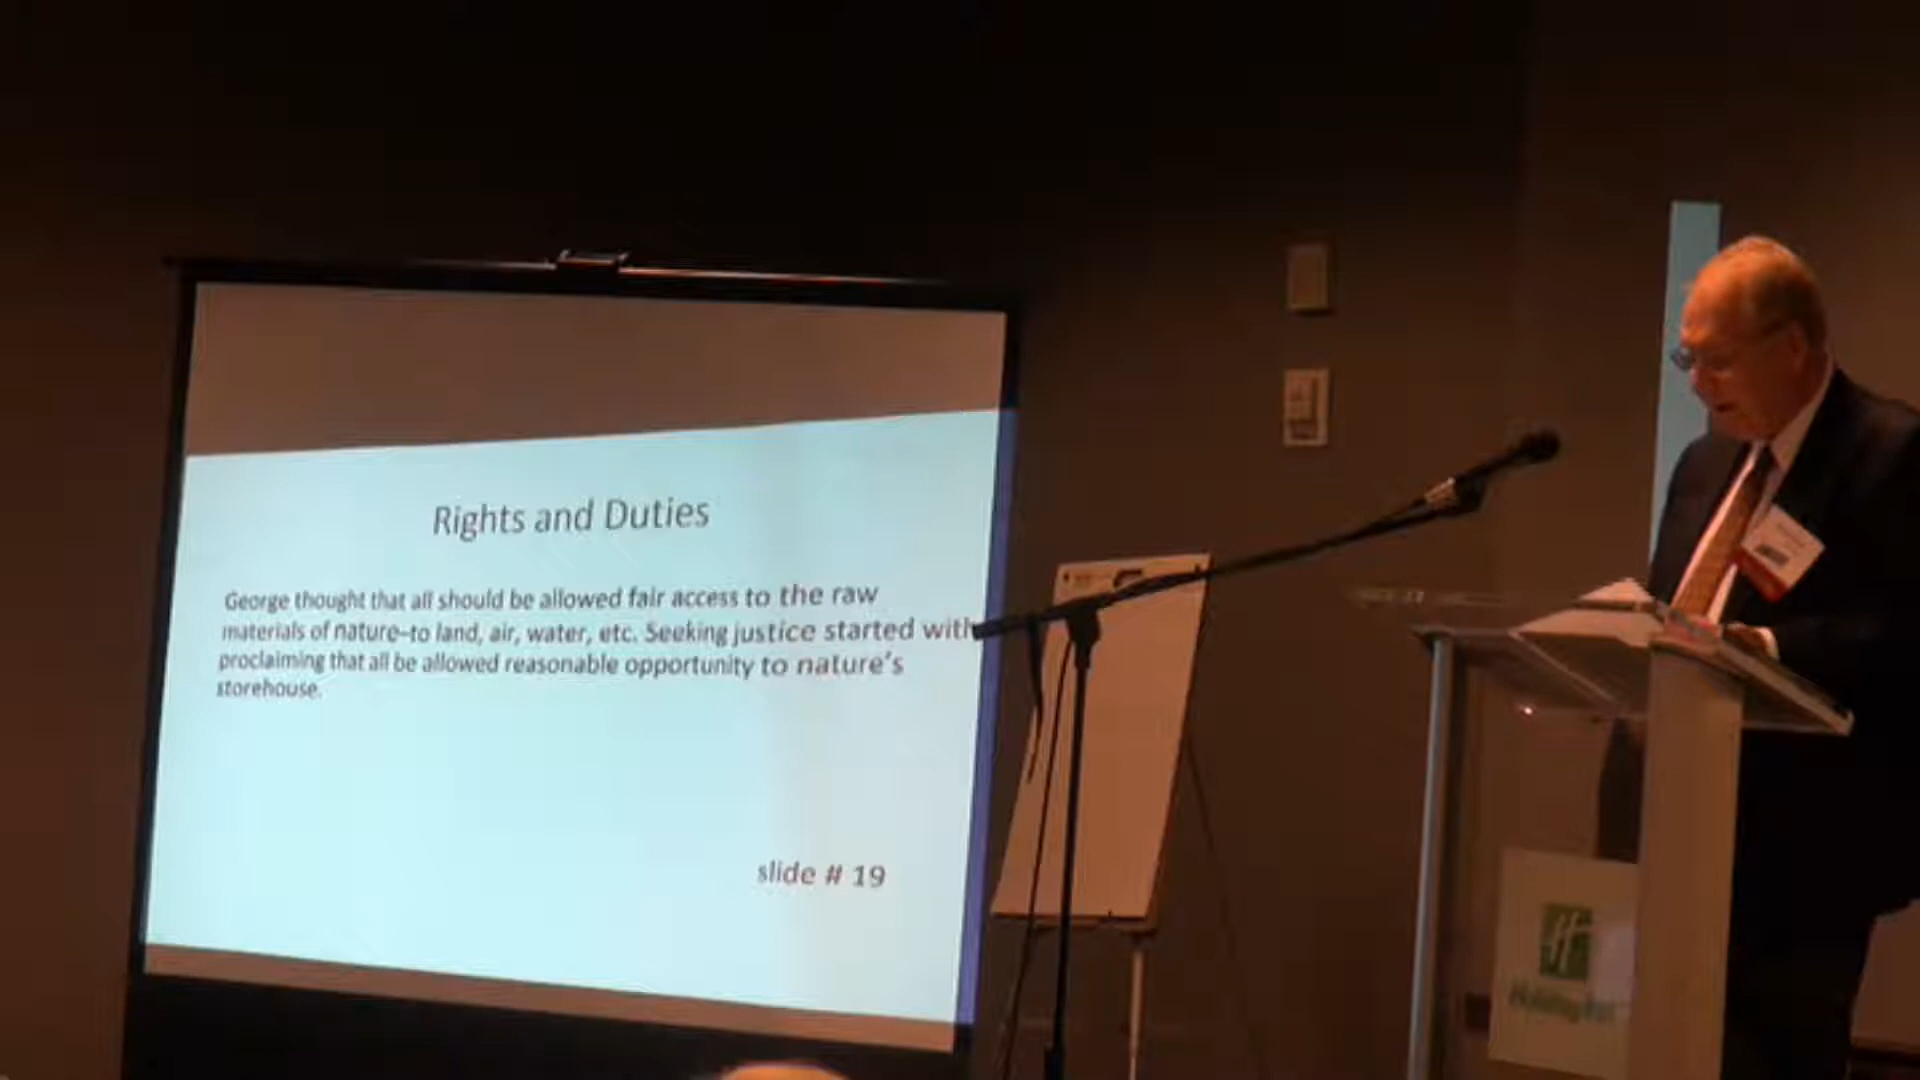 Rights and Duties
George thought that all should be allowed fair access to the raw
materials of nature–to land, air, water, etc. Seeking justice started with
proclaiming that all be allowed reasonable opportunity to nature's
storehouse.
slide # 19
H
Holiday Inn